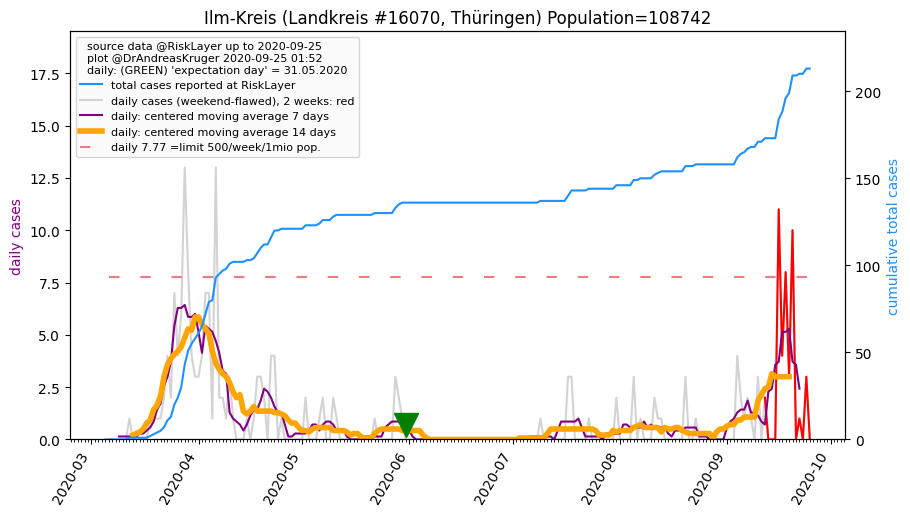 Ilm-Kreis (Landkreis #16070, Thüringen) Population=108742
source data @RiskLayer up to 2020-09-25
plot @DrAndreasKruger 2020-09-25 01:52
daily: (GREEN) 'expectation day' = 31.05.2020
total cases reported at RiskLayer
daily cases (weekend-flawed), 2 weeks: red
daily: centered moving average 7 days
daily: centered moving average 14 days
daily 7.77 =limit 500/week/1mio pop.
daily cases
17.5
15.0
12.5
10.0
7.5
5.0
2.5
0.0
200
150
100
50
0
cumulative total cases
2020-03
2020-04
2020-05
2020-06
2020-07
2020-08
2020-09
2020-10